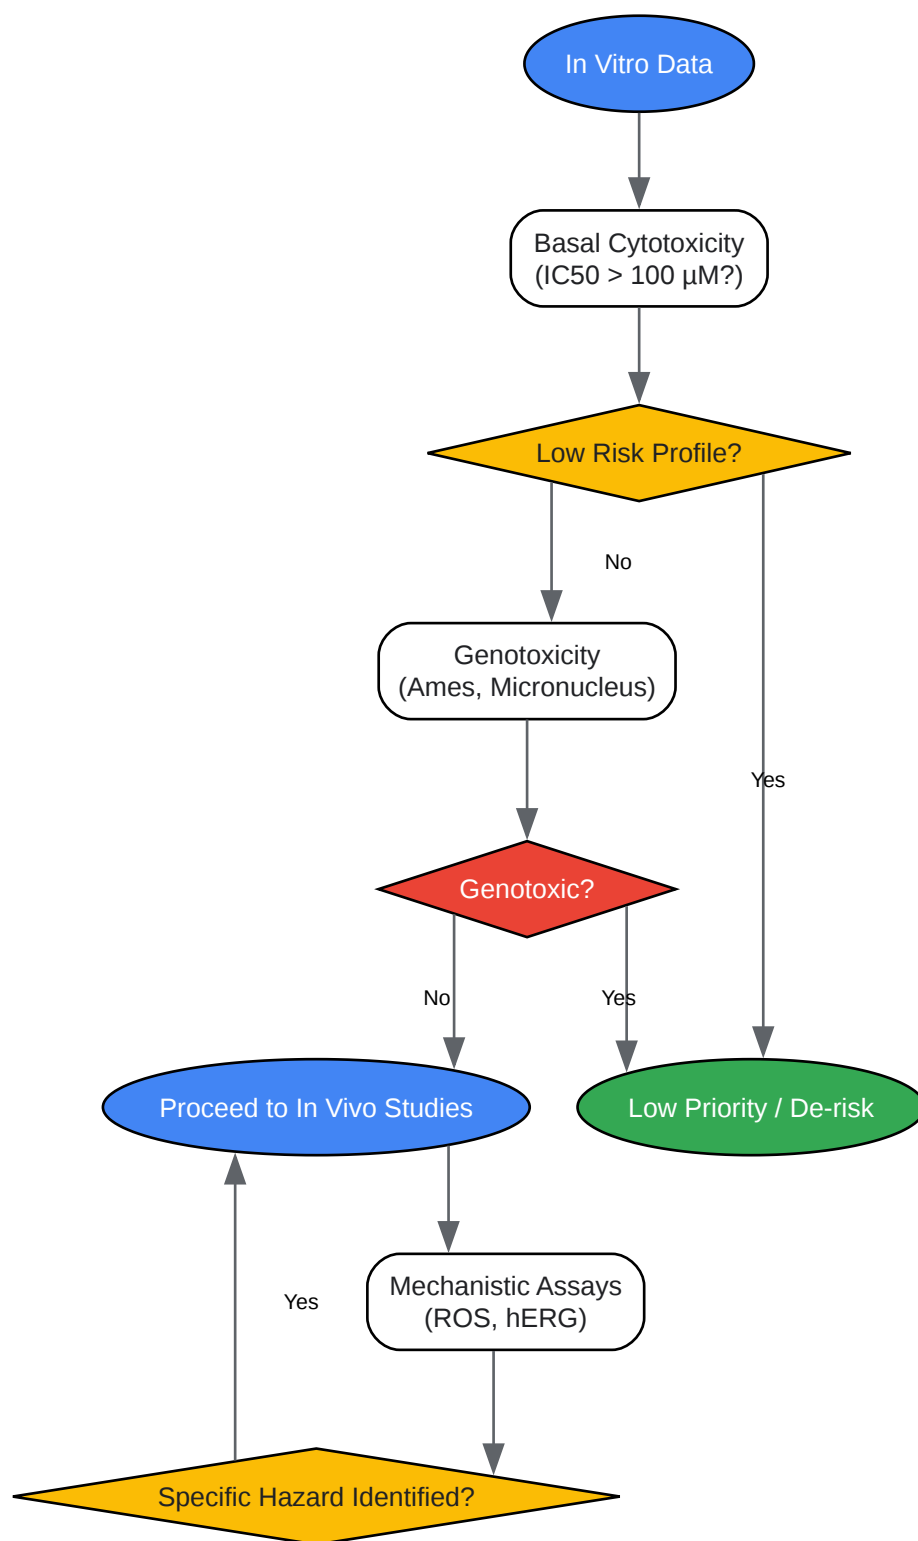 In Vitro Data
Basal Cytotoxicity
(IC50 > 100 µM?)
Low Risk Profile?
No
Genotoxicity
(Ames, Micronucleus)
Yes
Genotoxic?
No
Yes
Proceed to In Vivo Studies
Low Priority / De-risk
Mechanistic Assays
(ROS, hERG)
Yes
Specific Hazard Identified?